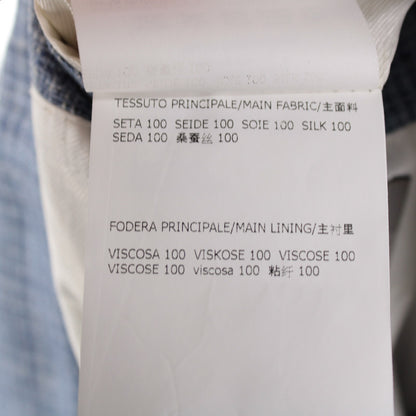 TESSUTO PRINCIPALE/MAIN FABRIC/主面料
SETA 100 SEIDE 100 SOIE 100 SILK 100
SEDA 100 桑蚕丝 100
FODERA PRINCIPALE/MAIN LINING/主衬里
VISCOSA 100 VISKOSE 100 VISCOSE 100
VISCOSE 100 viscosa 100 粘纤 100